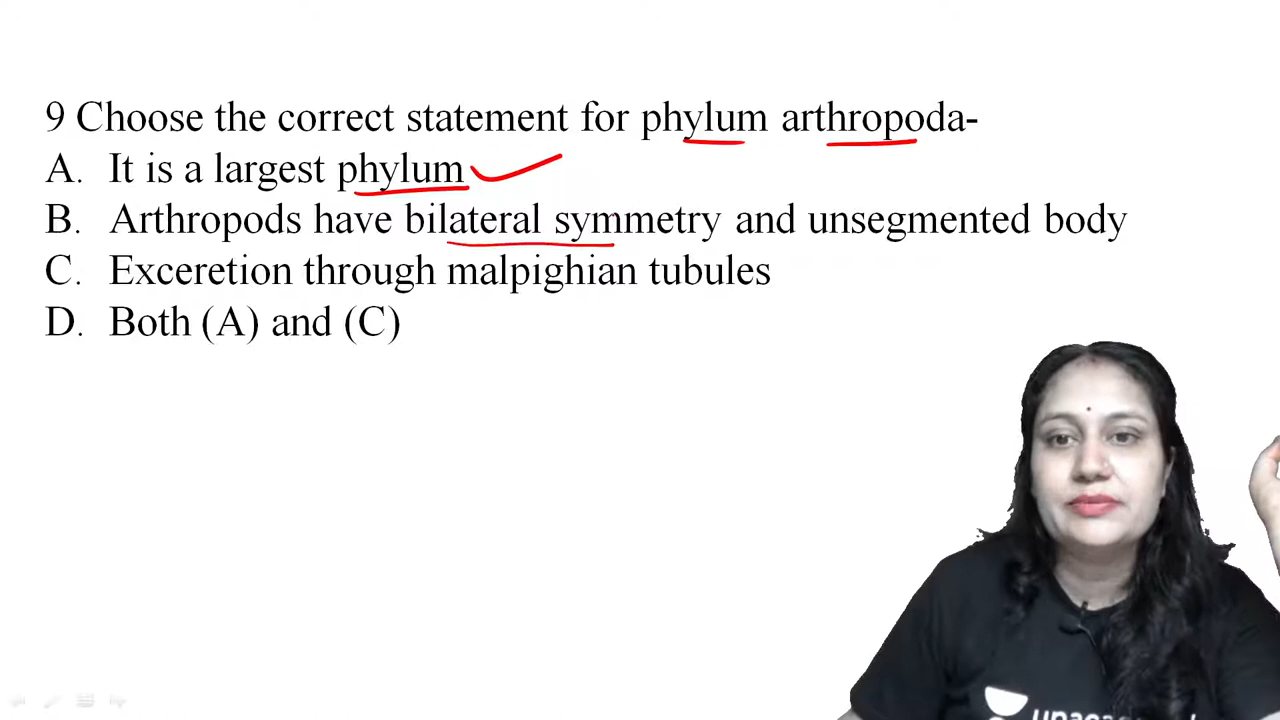 9 Choose the correct statement for phylum arthropoda-
A. It is a largest phylum
B. Arthropods have bilateral symmetry and unsegmented body
C. Exceretion through malpighian tubules
D. Both (A) and (C)